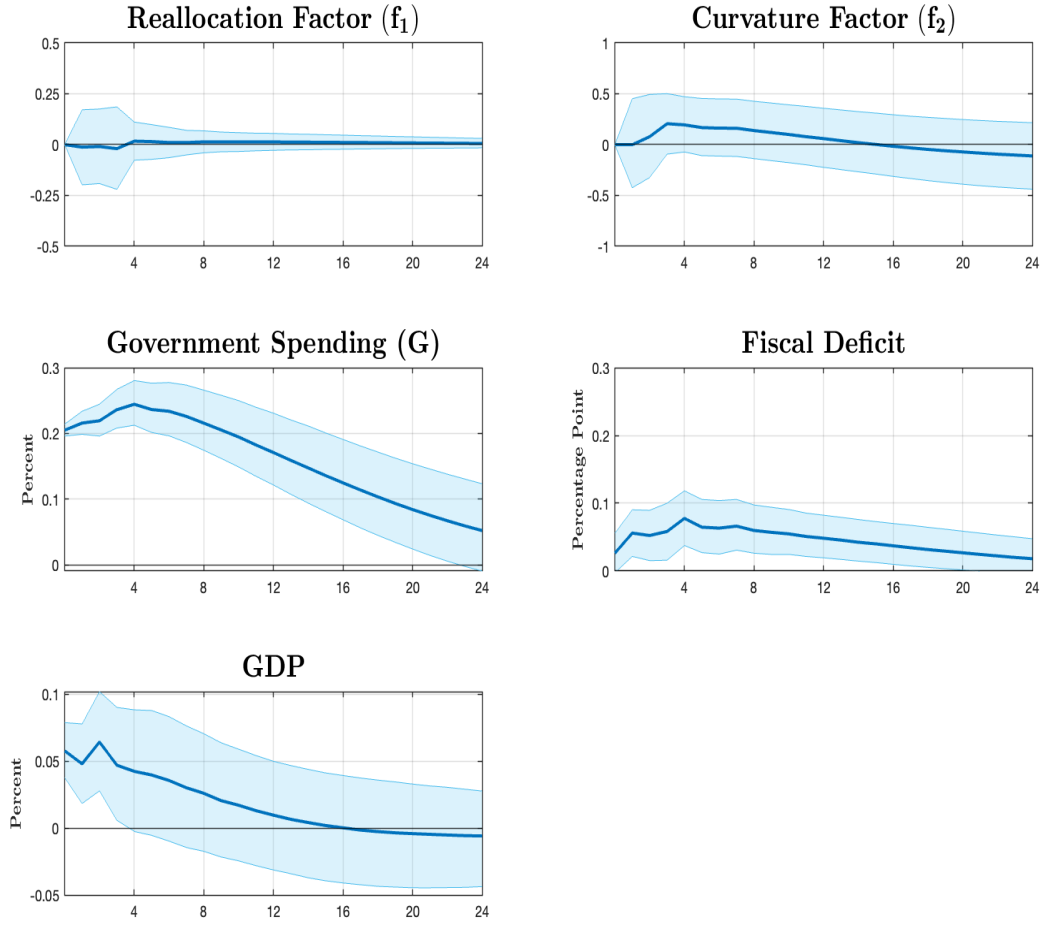 Reallocation Factor (f₁)
0.5
0.25
0
-0.25
-0.5
4 8 12 16 20 24
Curvature Factor (f₂)
1
0.5
0
-0.5
-1
4 8 12 16 20 24
Government Spending (G)
Percent
0.3
0.2
0.1
0
4 8 12 16 20 24
Fiscal Deficit
Percentage Point
0.3
0.2
0.1
0
4 8 12 16 20 24
GDP
Percent
0.1
0.05
0
-0.05
4 8 12 16 20 24